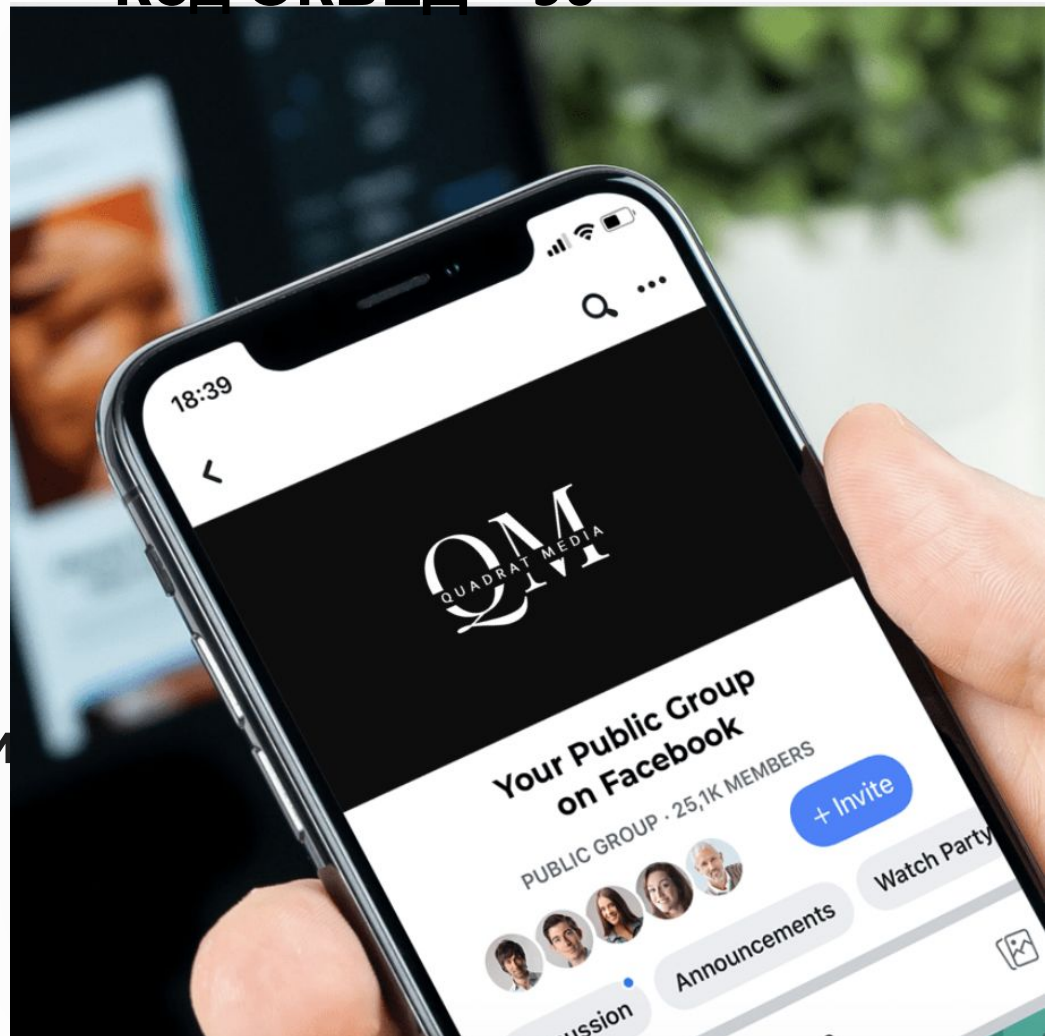 18:39
QM
QUADRAT MEDIA
Your Public Group
on Facebook
PUBLIC GROUP · 25,1K MEMBERS
+ Invite
ussion
Announcements
Watch Party